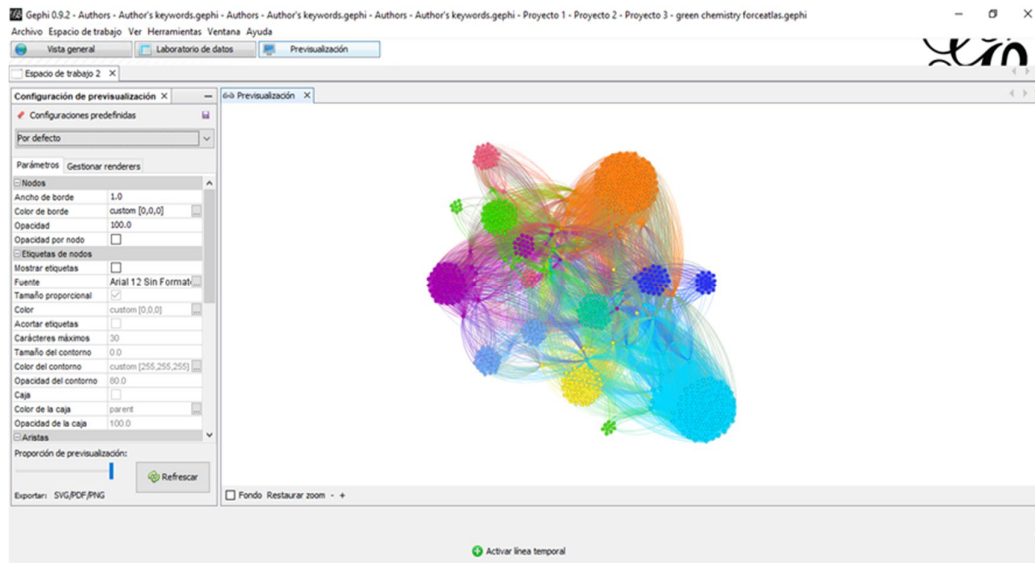 Gephi 0.9.2 - Authors - Author's keywords.gephi - Authors - Author's keywords.gephi - Authors - Author's keywords.gephi - Proyecto 1 - Proyecto 2 - Proyecto 3 - green chemistry forceatlas.gephi
Archivo Espacio de trabajo Ver Herramientas Ventana Ayuda
Vista general Laboratorio de datos Previsualización
Espacio de trabajo 2
Configuración de previsualización
Configuraciones predefinidas
Por defecto
Parámetros Gestionar renderers
Nodos
Ancho de borde 1.0
Color de borde custom [0,0,0]
Opacidad 100.0
Opacidad por nodo
Etiquetas de nodos
Mostrar etiquetas
Fuente Arial 12 Sin Format
Tamaño proporcional
Color custom [0,0,0]
Acortar etiquetas
Carácteres máximos 30
Tamaño del contorno 0.0
Color del contorno custom [255,255,255]
Opacidad del contorno 80.0
Caja
Color de la caja parent
Opacidad de la caja 100.0
Aristas
Proporción de previsualización:
Refrescar
Exportar: SVG/PDF/PNG
Previsualización
Fondo Restaurar zoom - +
Activar línea temporal